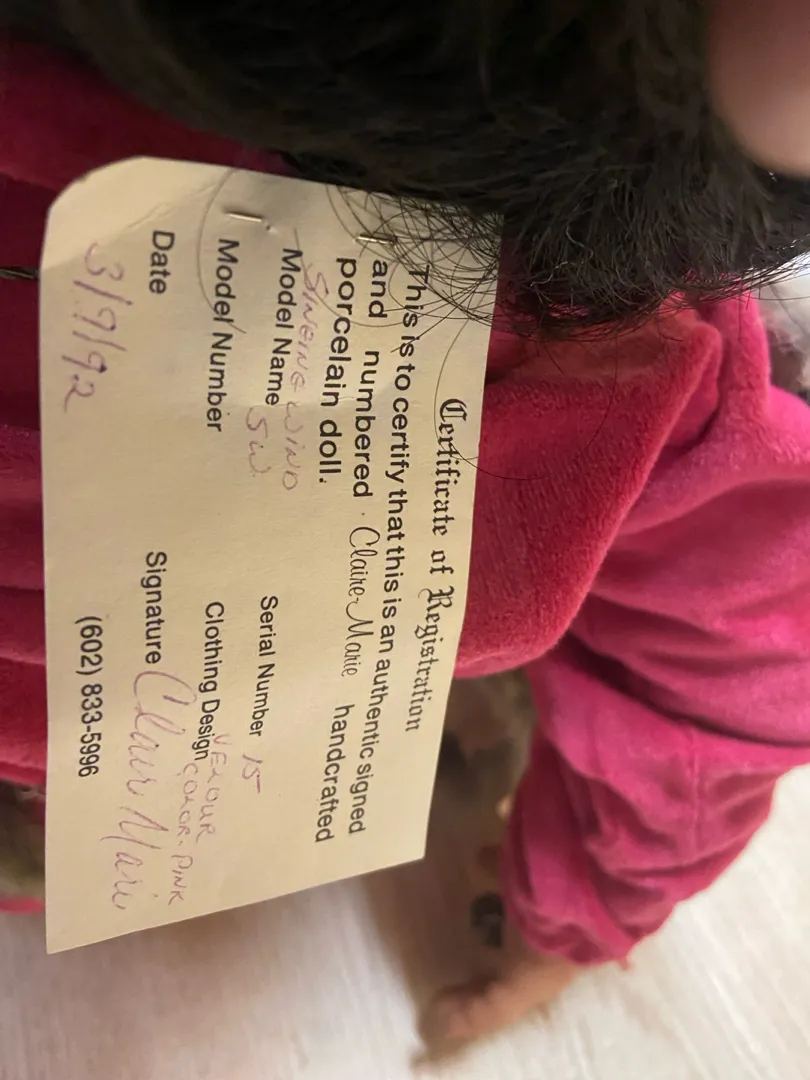 Certificate of Registration
This is to certify that this is an authentic signed
and numbered Claire-Marie handcrafted
porcelain doll.
SINGING WIND
Model Name SW. Serial Number 15
Model Number Clothing Design VELOUR
COLOR. PINK
Date Signature Clair Marie
3/9/92 (602) 833-5996